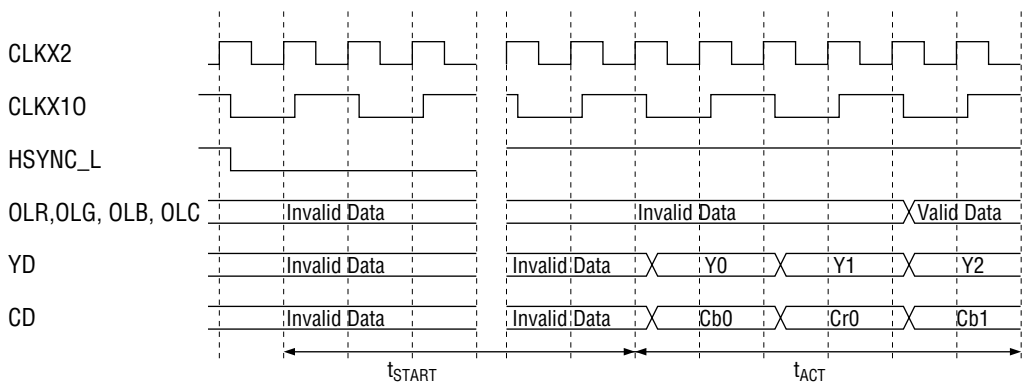 CLKX2
CLKX1O
HSYNC_L
OLR,OLG, OLB, OLC Invalid Data Invalid Data Valid Data
YD Invalid Data Invalid Data Y0 Y1 Y2
CD Invalid Data Invalid Data Cb0 Cr0 Cb1
tSTART tACT